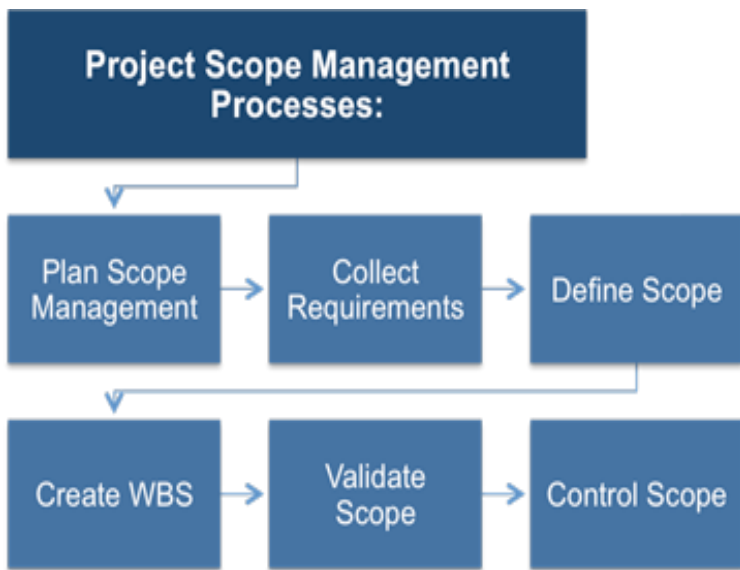 Project Scope Management
Processes:
Plan Scope
Management
Collect
Requirements
Define Scope
Create WBS
Validate
Scope
Control Scope